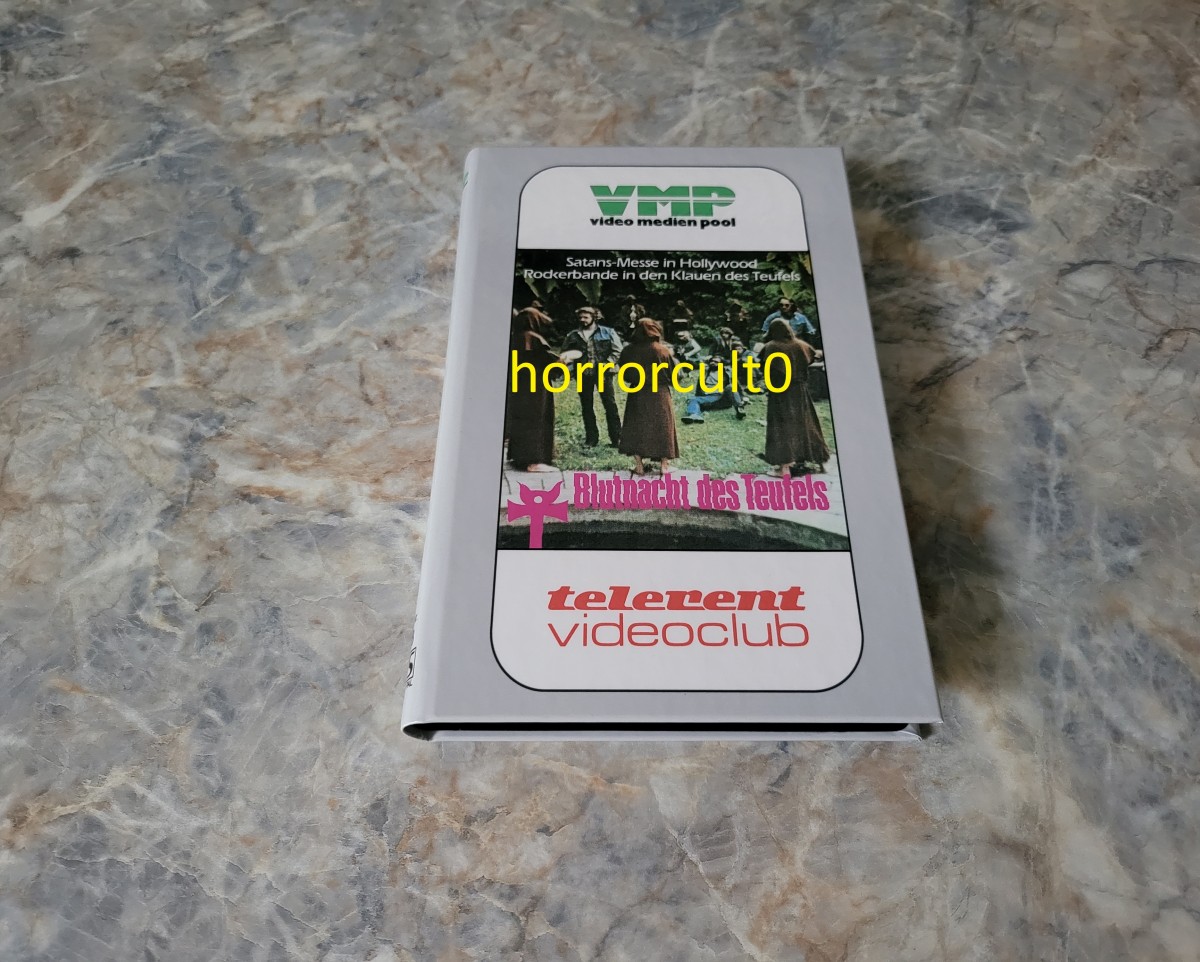 VMP
video medien pool
Satans-Messe in Hollywood
Rockerbande in den Klauen des Teufels
horrorcult0
Blutnacht des Teufels
telerent
videoclub